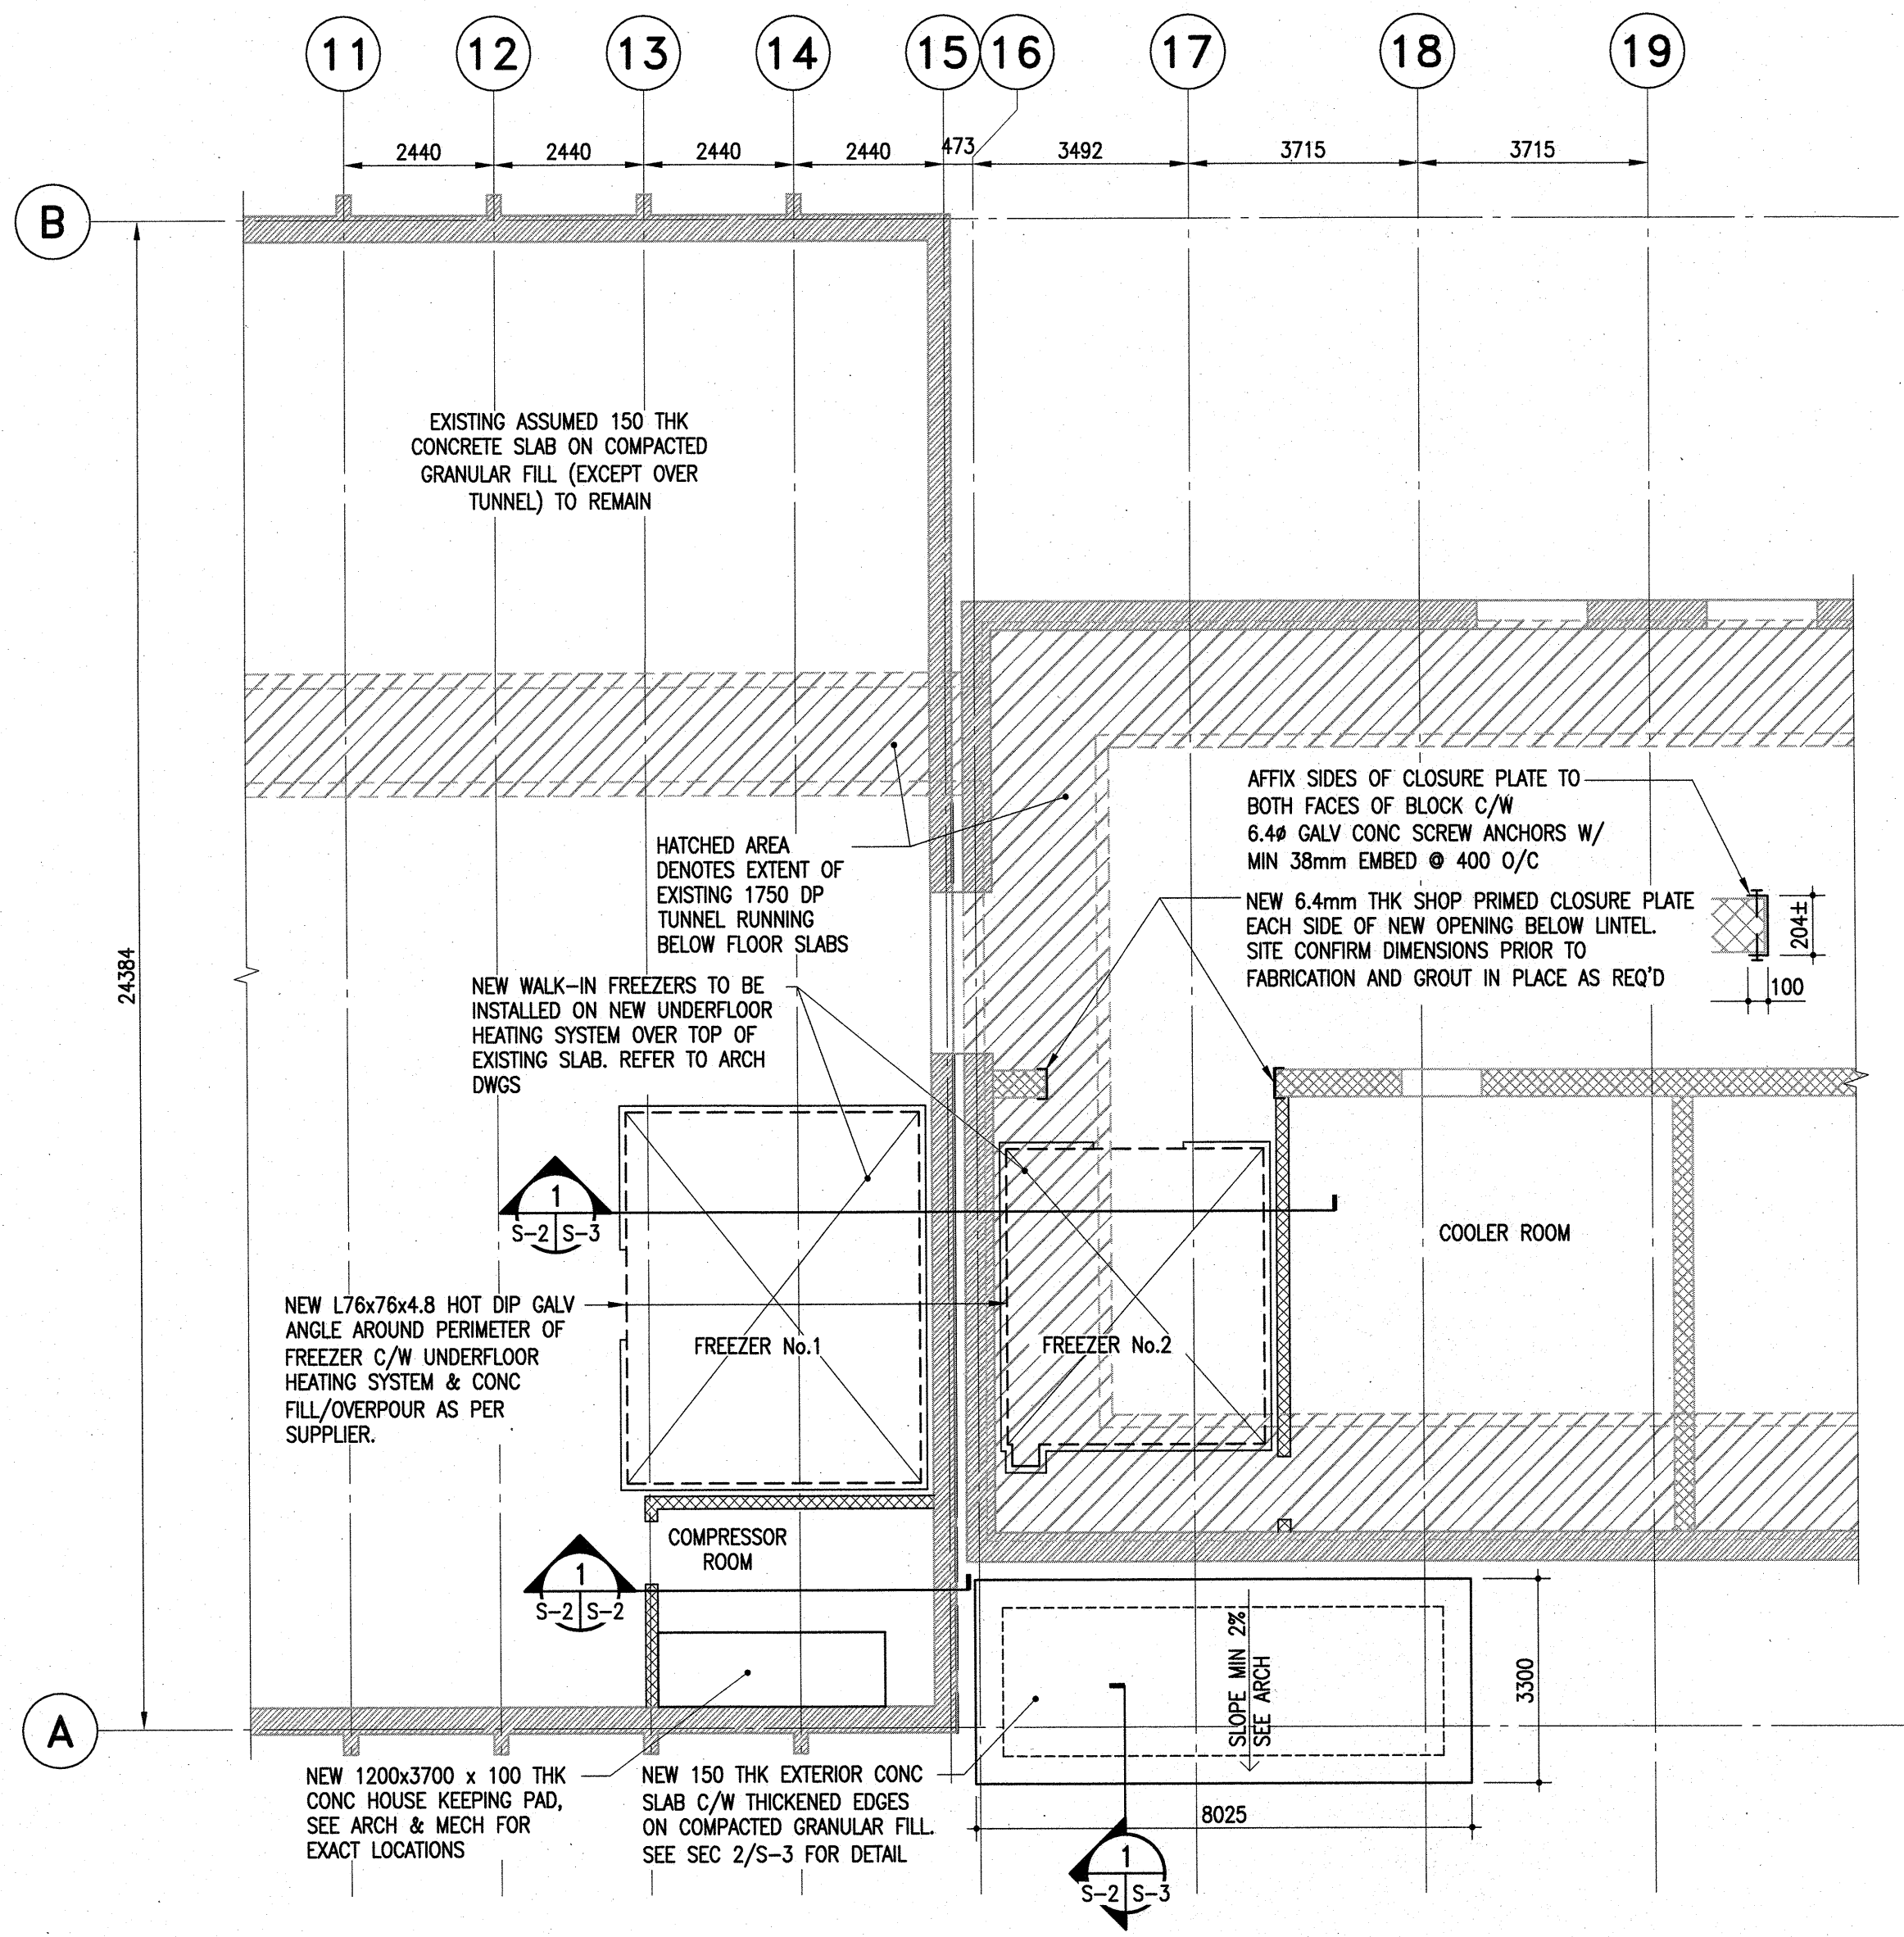 11 12 13 14 15 16 17 18 19
2440 2440 2440 2440 473 3492 3715 3715
B
EXISTING ASSUMED 150 THK
CONCRETE SLAB ON COMPACTED
GRANULAR FILL (EXCEPT OVER
TUNNEL) TO REMAIN
24384
HATCHED AREA
DENOTES EXTENT OF
EXISTING 1750 DP
TUNNEL RUNNING
BELOW FLOOR SLABS
AFFIX SIDES OF CLOSURE PLATE TO
BOTH FACES OF BLOCK C/W
6.4ø GALV CONC SCREW ANCHORS W/
MIN 38mm EMBED @ 400 O/C
NEW 6.4mm THK SHOP PRIMED CLOSURE PLATE
EACH SIDE OF NEW OPENING BELOW LINTEL.
SITE CONFIRM DIMENSIONS PRIOR TO
FABRICATION AND GROUT IN PLACE AS REQ'D
204±
100
NEW WALK-IN FREEZERS TO BE
INSTALLED ON NEW UNDERFLOOR
HEATING SYSTEM OVER TOP OF
EXISTING SLAB. REFER TO ARCH
DWGS
1
S-2 S-3
COOLER ROOM
NEW L76x76x4.8 HOT DIP GALV
ANGLE AROUND PERIMETER OF
FREEZER C/W UNDERFLOOR
HEATING SYSTEM & CONC
FILL/OVERPOUR AS PER
SUPPLIER.
FREEZER No.1
FREEZER No.2
COMPRESSOR
ROOM
1
S-2 S-2
SLOPE MIN 2%
SEE ARCH
3300
A
NEW 1200x3700 x 100 THK
CONC HOUSE KEEPING PAD,
SEE ARCH & MECH FOR
EXACT LOCATIONS
NEW 150 THK EXTERIOR CONC
SLAB C/W THICKENED EDGES
ON COMPACTED GRANULAR FILL.
SEE SEC 2/S-3 FOR DETAIL
8025
1
S-2 S-3